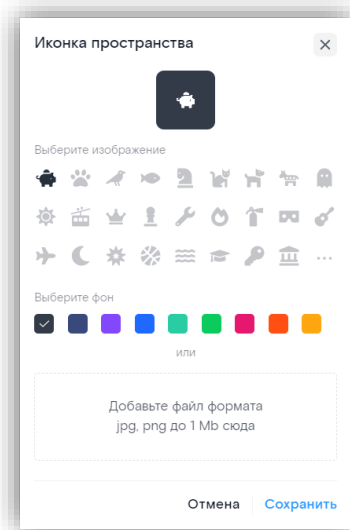 Иконка пространства
Выберите изображение
Выберите фон
или
Добавьте файл формата
jpg, png до 1 Mb сюда
Отмена
Сохранить